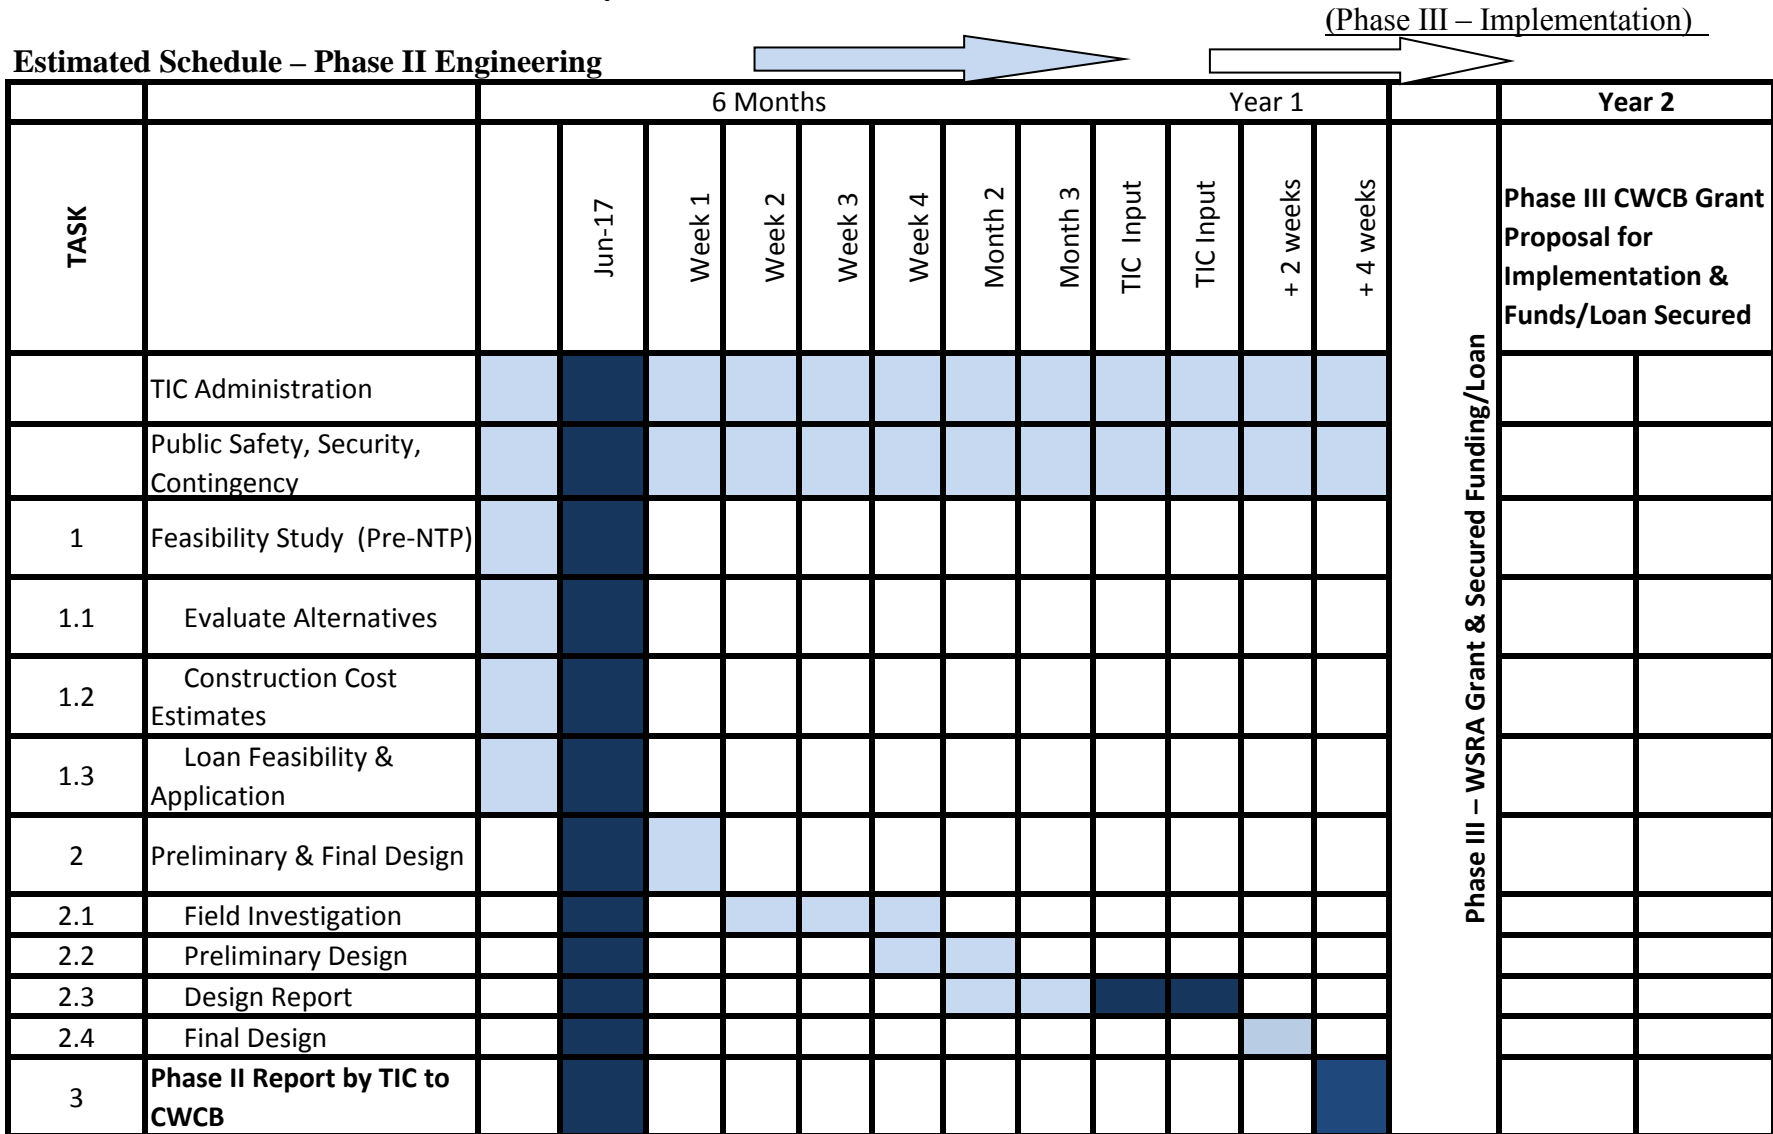 (Phase III – Implementation)
Estimated Schedule – Phase II Engineering
6 Months
Year 1
Year 2
TASK
Jun-17
Week 1
Week 2
Week 3
Week 4
Month 2
Month 3
TIC Input
TIC Input
+ 2 weeks
+ 4 weeks
Phase III – WSRA Grant & Secured Funding/Loan
Phase III CWCB Grant
Proposal for
Implementation &
Funds/Loan Secured
TIC Administration
Public Safety, Security,
Contingency
1 Feasibility Study (Pre-NTP)
1.1 Evaluate Alternatives
1.2 Construction Cost
Estimates
1.3 Loan Feasibility &
Application
2 Preliminary & Final Design
2.1 Field Investigation
2.2 Preliminary Design
2.3 Design Report
2.4 Final Design
3 Phase II Report by TIC to
CWCB